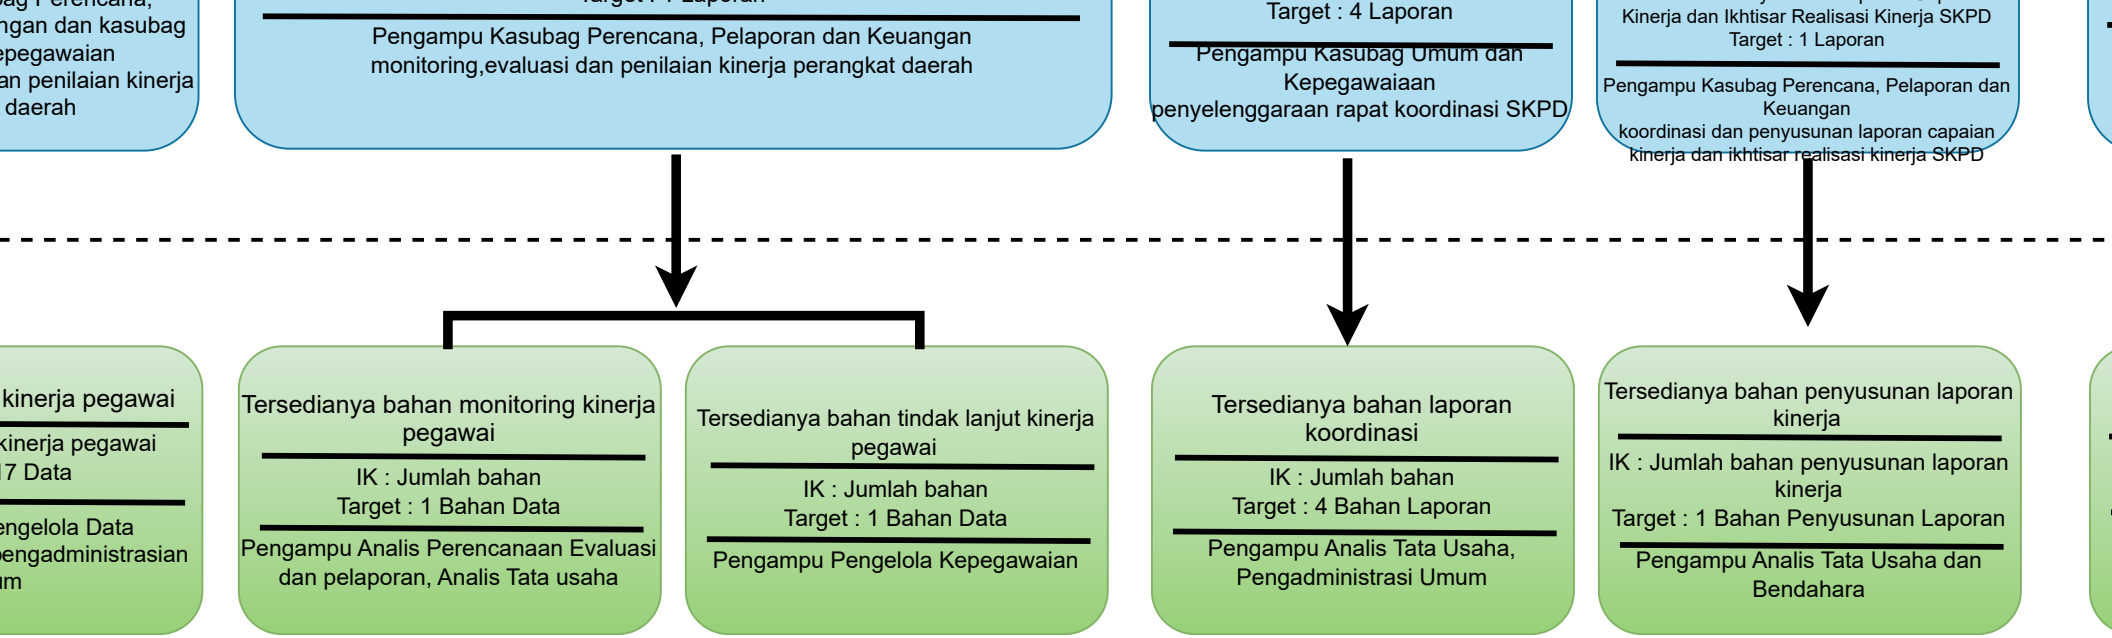 Perencana,
ngan dan kasubag
epegawaian
an penilaian kinerja
daerah
Laporan
Pengampu Kasubag Perencana, Pelaporan dan Keuangan
monitoring,evaluasi dan penilaian kinerja perangkat daerah
Target : 4 Laporan
Pengampu Kasubag Umum dan
Kepegawaiaan
penyelenggaraan rapat koordinasi SKPD
Kinerja dan Ikhtisar Realisasi Kinerja SKPD
Target : 1 Laporan
Pengampu Kasubag Perencana, Pelaporan dan
Keuangan
koordinasi dan penyusunan laporan capaian
kinerja dan ikhtisar realisasi kinerja SKPD
kinerja pegawai
kinerja pegawai
17 Data
engelola Data
pengadministrasian
um
Tersedianya bahan monitoring kinerja
pegawai
IK : Jumlah bahan
Target : 1 Bahan Data
Pengampu Analis Perencanaan Evaluasi
dan pelaporan, Analis Tata usaha
Tersedianya bahan tindak lanjut kinerja
pegawai
IK : Jumlah bahan
Target : 1 Bahan Data
Pengampu Pengelola Kepegawaian
Tersedianya bahan laporan
koordinasi
IK : Jumlah bahan
Target : 4 Bahan Laporan
Pengampu Analis Tata Usaha,
Pengadministrasi Umum
Tersedianya bahan penyusunan laporan
kinerja
IK : Jumlah bahan penyusunan laporan
kinerja
Target : 1 Bahan Penyusunan Laporan
Pengampu Analis Tata Usaha dan
Bendahara